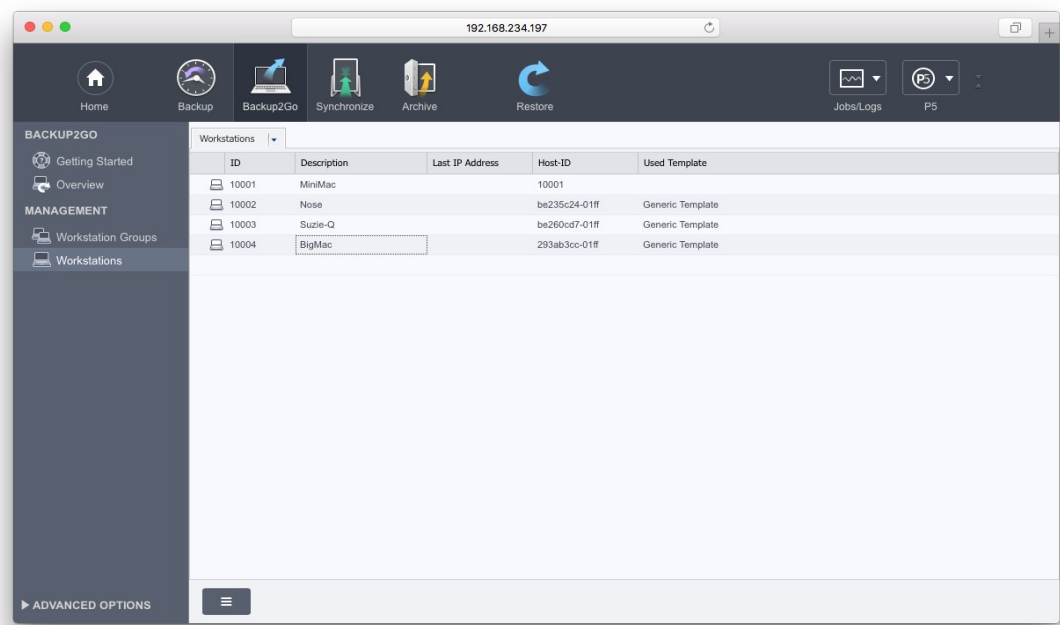 192.168.234.197
Home Backup Backup2Go Synchronize Archive Restore Jobs/Logs P5 P5
BACKUP2GO
Getting Started
Overview
MANAGEMENT
Workstation Groups
Workstations
ADVANCED OPTIONS
Workstations
ID Description Last IP Address Host-ID Used Template
10001 MiniMac 10001
10002 Nose be235c24-01ff Generic Template
10003 Suzie-Q be260cd7-01ff Generic Template
10004 BigMac 293ab3cc-01ff Generic Template